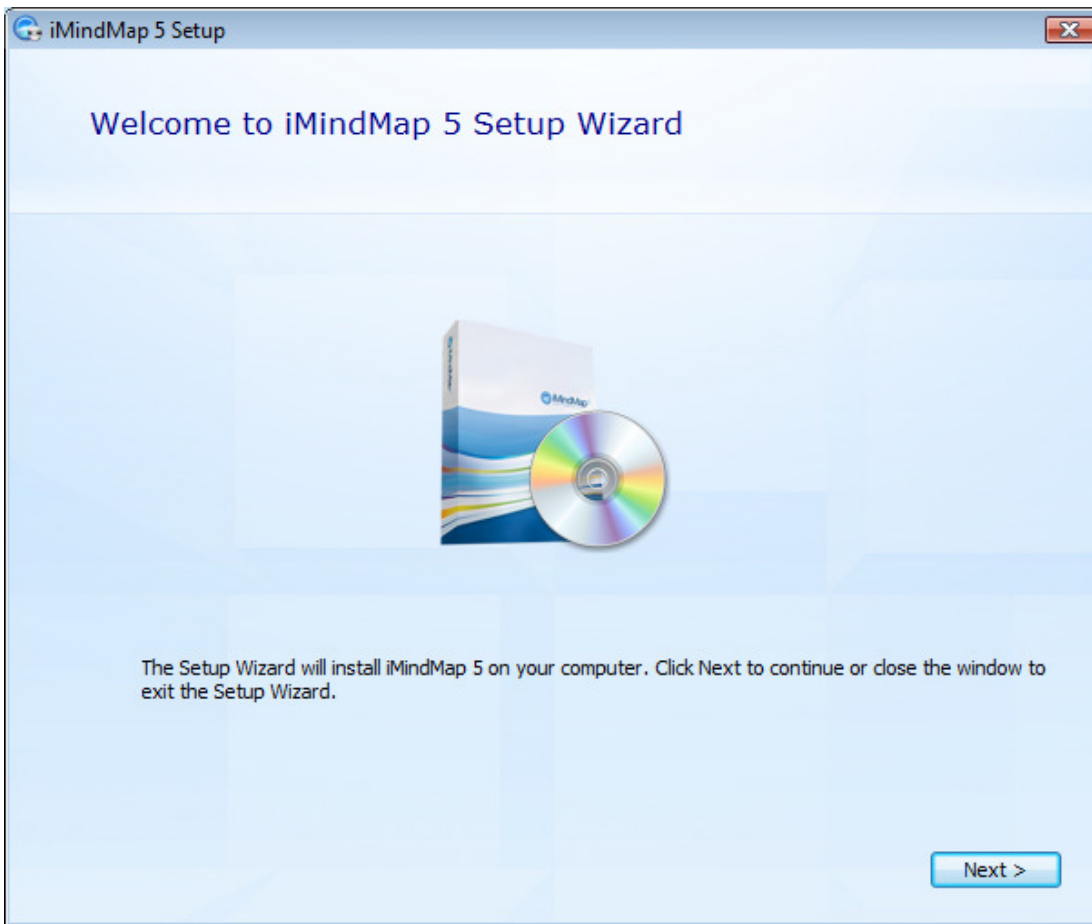 iMindMap 5 Setup
Welcome to iMindMap 5 Setup Wizard
iMindMap
iMindMap
The Setup Wizard will install iMindMap 5 on your computer. Click Next to continue or close the window to
exit the Setup Wizard.
Next >